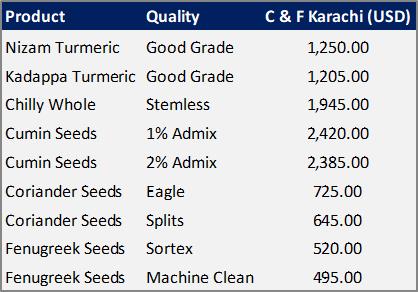 Product Quality C & F Karachi (USD)
Nizam Turmeric Good Grade 1,250.00
Kadappa Turmeric Good Grade 1,205.00
Chilly Whole Stemless 1,945.00
Cumin Seeds 1% Admix 2,420.00
Cumin Seeds 2% Admix 2,385.00
Coriander Seeds Eagle 725.00
Coriander Seeds Splits 645.00
Fenugreek Seeds Sortex 520.00
Fenugreek Seeds Machine Clean 495.00